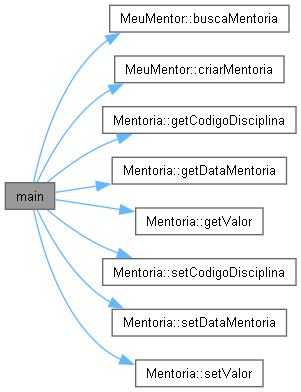 MeuMentor::buscaMentoria
MeuMentor::criarMentoria
Mentoria::getCodigoDisciplina
Mentoria::getDataMentoria
main
Mentoria::getValor
Mentoria::setCodigoDisciplina
Mentoria::setDataMentoria
Mentoria::setValor